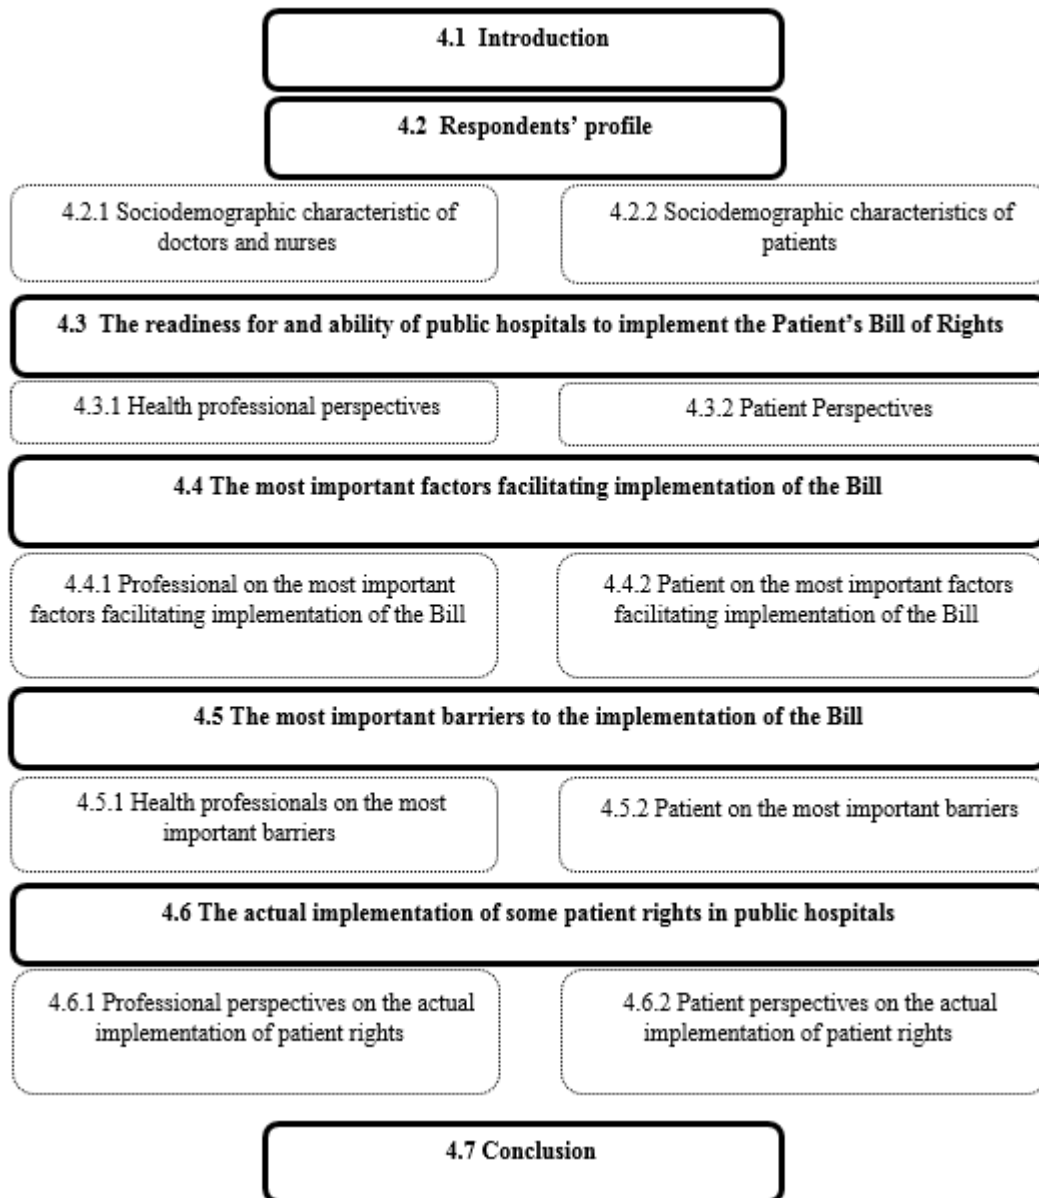 4.1 Introduction
4.2 Respondents’ profile
4.2.1 Sociodemographic characteristic of
doctors and nurses
4.2.2 Sociodemographic characteristics of
patients
4.3 The readiness for and ability of public hospitals to implement the Patient’s Bill of Rights
4.3.1 Health professional perspectives
4.3.2 Patient Perspectives
4.4 The most important factors facilitating implementation of the Bill
4.4.1 Professional on the most important
factors facilitating implementation of the Bill
4.4.2 Patient on the most important factors
facilitating implementation of the Bill
4.5 The most important barriers to the implementation of the Bill
4.5.1 Health professionals on the most
important barriers
4.5.2 Patient on the most important barriers
4.6 The actual implementation of some patient rights in public hospitals
4.6.1 Professional perspectives on the actual
implementation of patient rights
4.6.2 Patient perspectives on the actual
implementation of patient rights
4.7 Conclusion